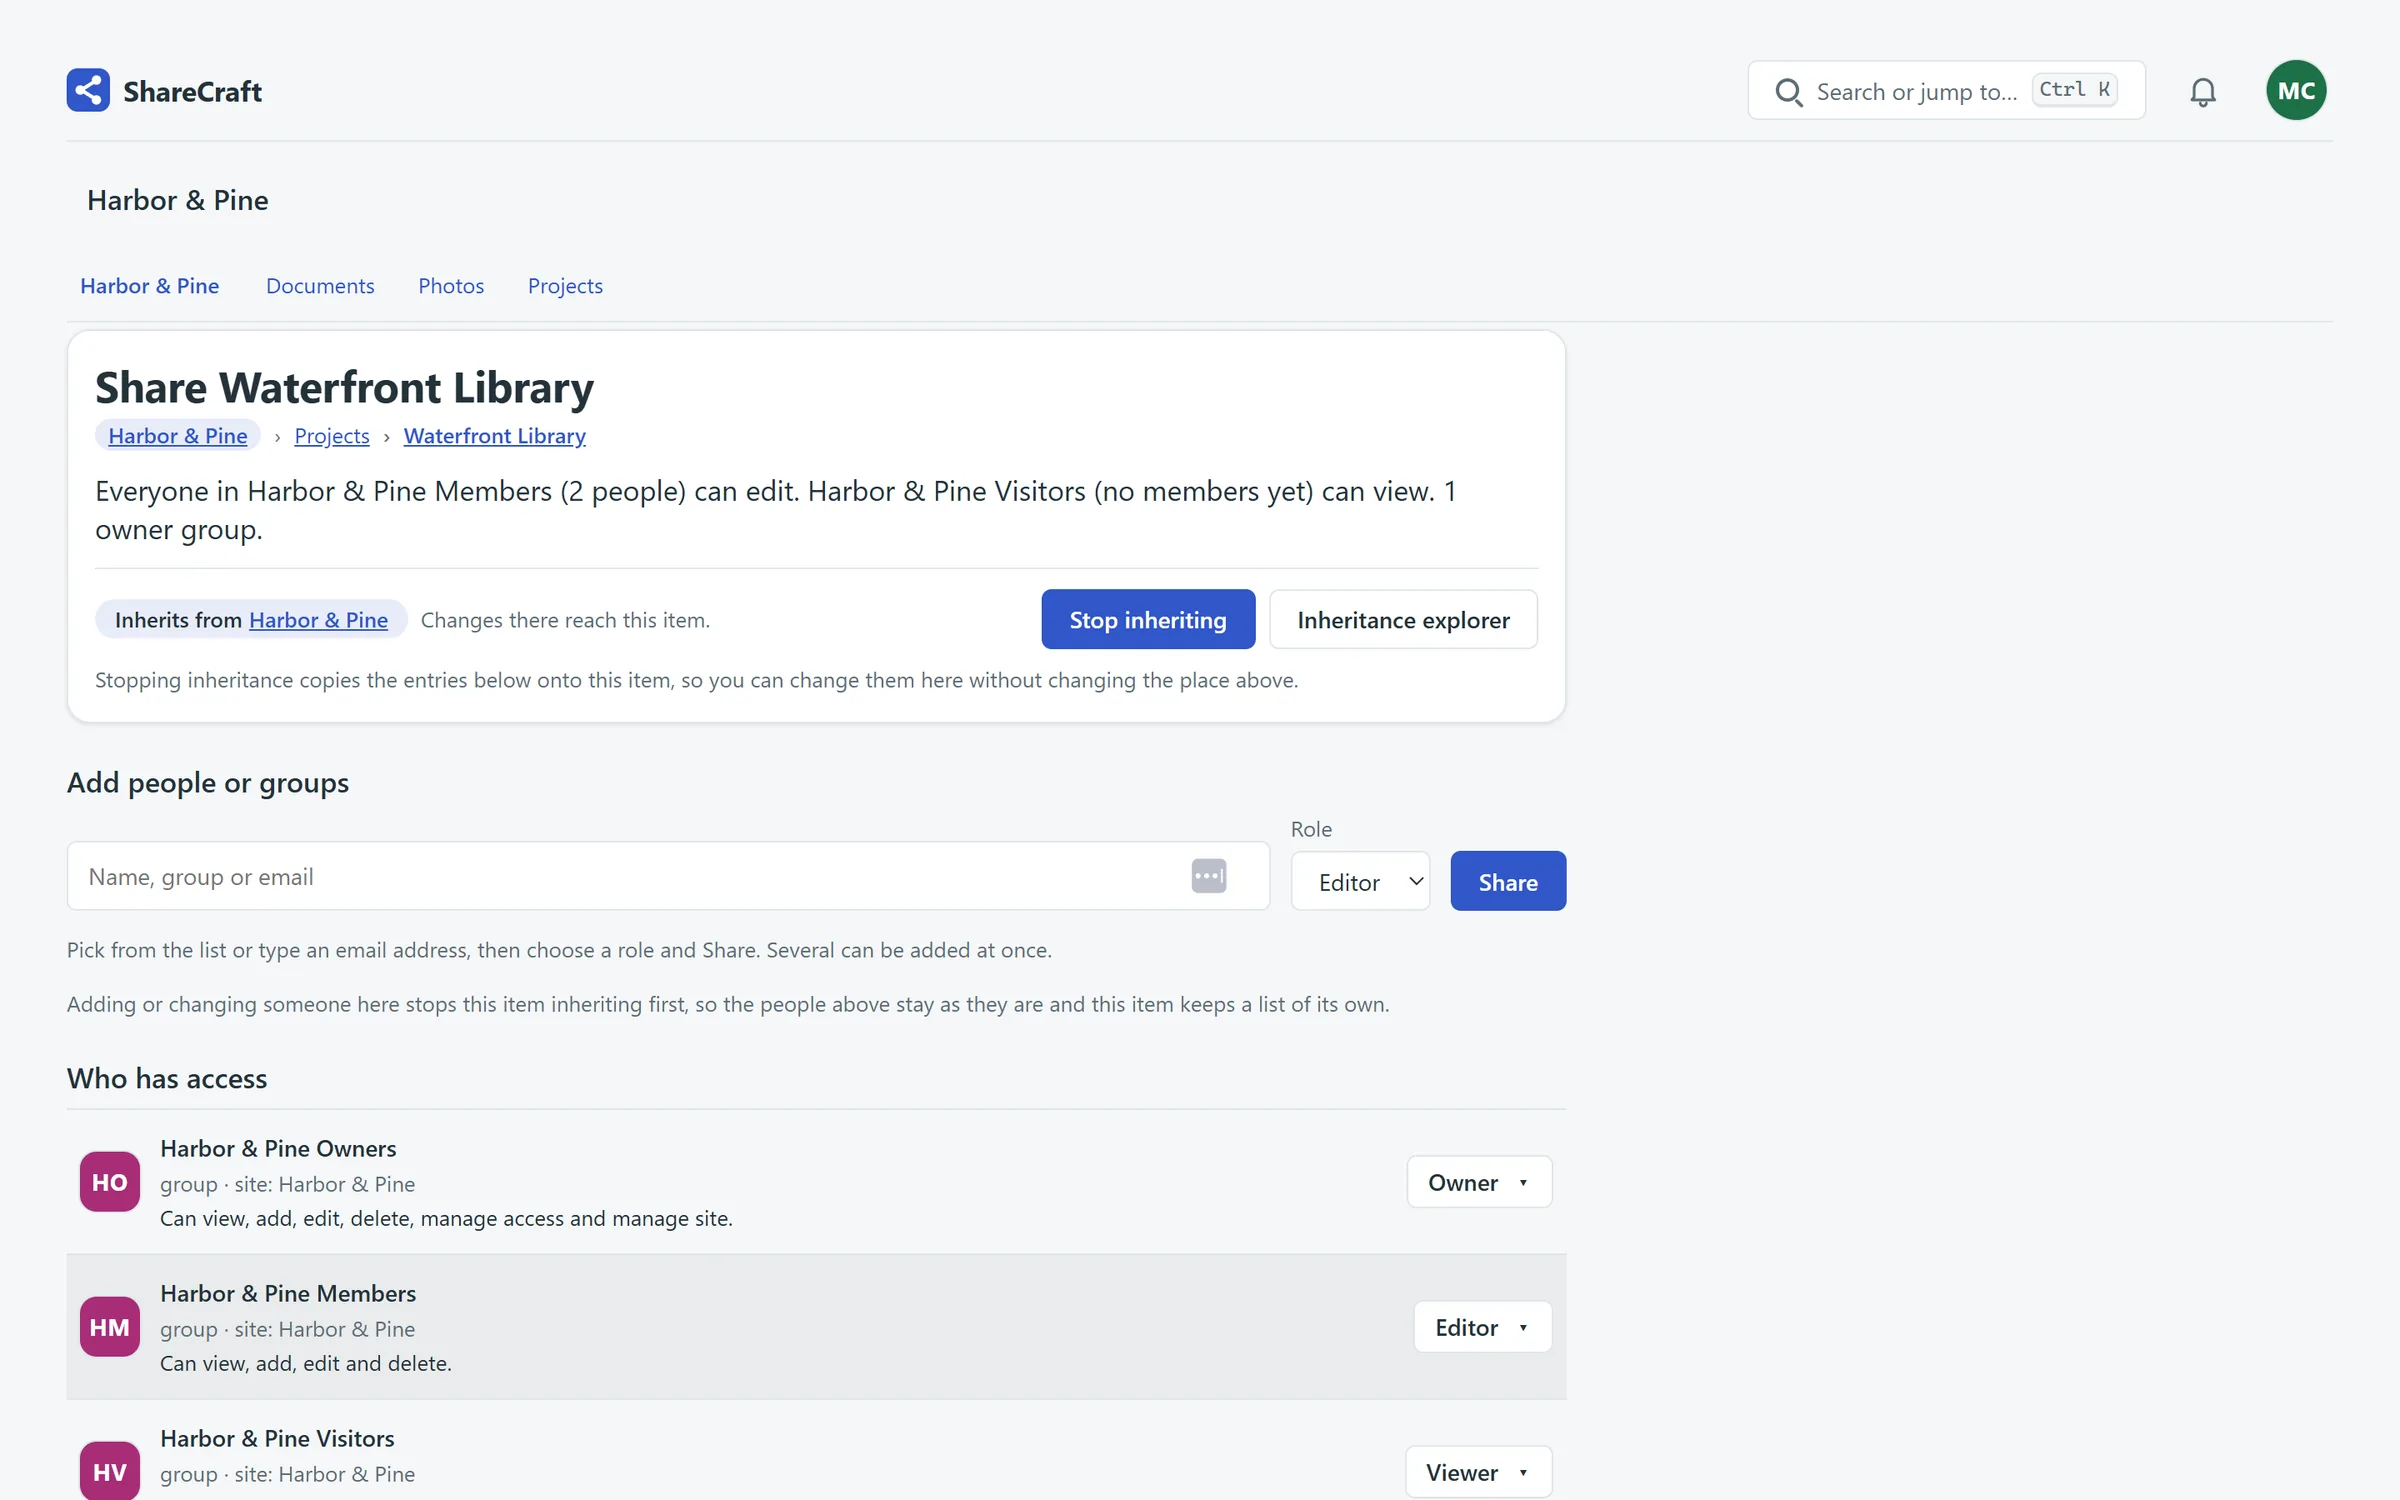 ShareCraft
Search or jump to... Ctrl K
MC
Harbor & Pine
Harbor & Pine Documents Photos Projects
Share Waterfront Library
Harbor & Pine › Projects › Waterfront Library
Everyone in Harbor & Pine Members (2 people) can edit. Harbor & Pine Visitors (no members yet) can view. 1
owner group.
Inherits from Harbor & Pine Changes there reach this item. Stop inheriting Inheritance explorer
Stopping inheritance copies the entries below onto this item, so you can change them here without changing the place above.
Add people or groups
Role
Name, group or email Editor Share
Pick from the list or type an email address, then choose a role and Share. Several can be added at once.
Adding or changing someone here stops this item inheriting first, so the people above stay as they are and this item keeps a list of its own.
Who has access
HO
Harbor & Pine Owners
group · site: Harbor & Pine
Can view, add, edit, delete, manage access and manage site.
Owner
HM
Harbor & Pine Members
group · site: Harbor & Pine
Can view, add, edit and delete.
Editor
HV
Harbor & Pine Visitors
group · site: Harbor & Pine
Viewer